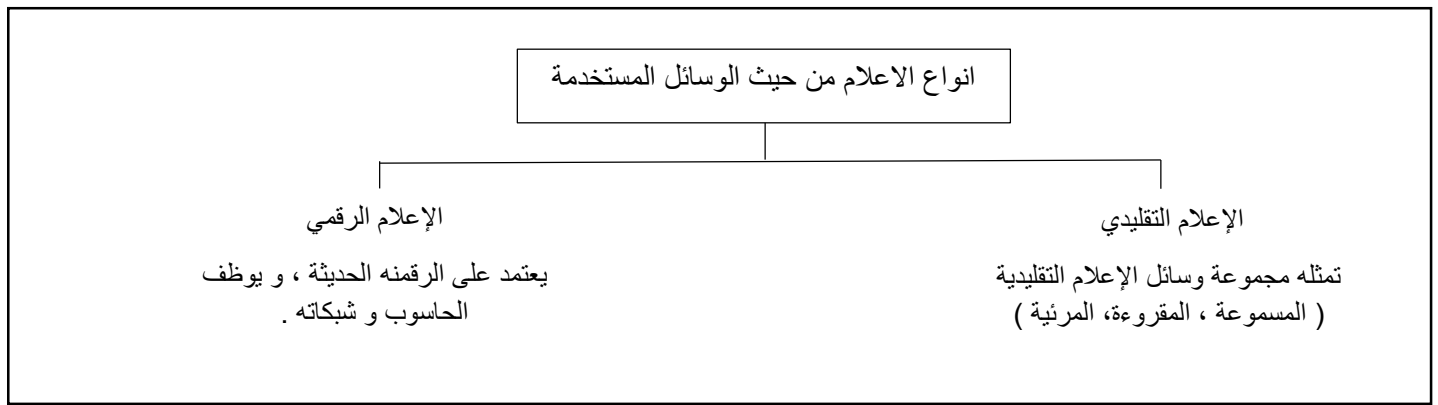 انواع الاعلام من حيث الوسائل المستخدمة
الإعلام التقليدي
تمثله مجموعة وسائل الإعلام التقليدية
( المسموعة ، المقروءة، المرئية )
الإعلام الرقمي
يعتمد على الرقمنه الحديثة ، و يوظف
الحاسوب و شبكاته .